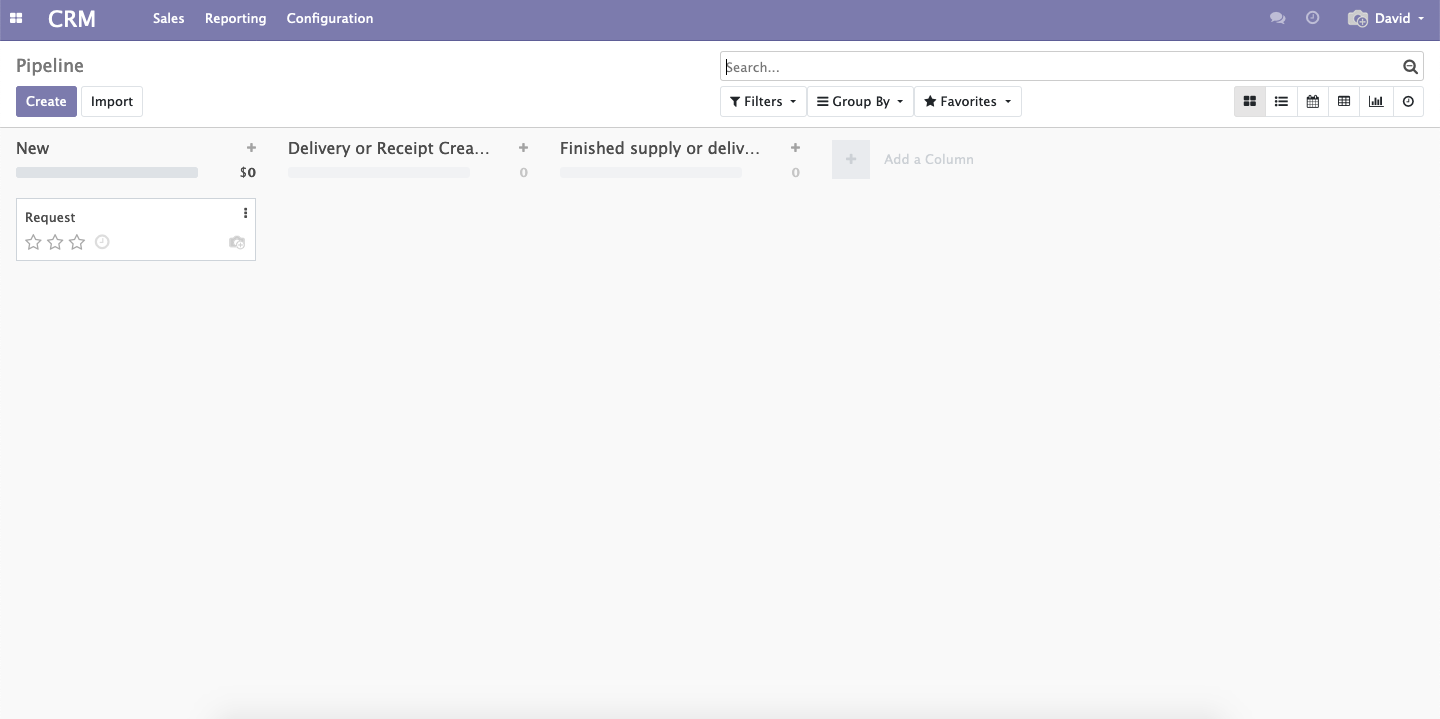 CRM Sales Reporting Configuration David
Pipeline
Search...
Create Import Filters Group By Favorites
New Delivery or Receipt Crea... Finished supply or deliv... Add a Column
$0 0 0
Request